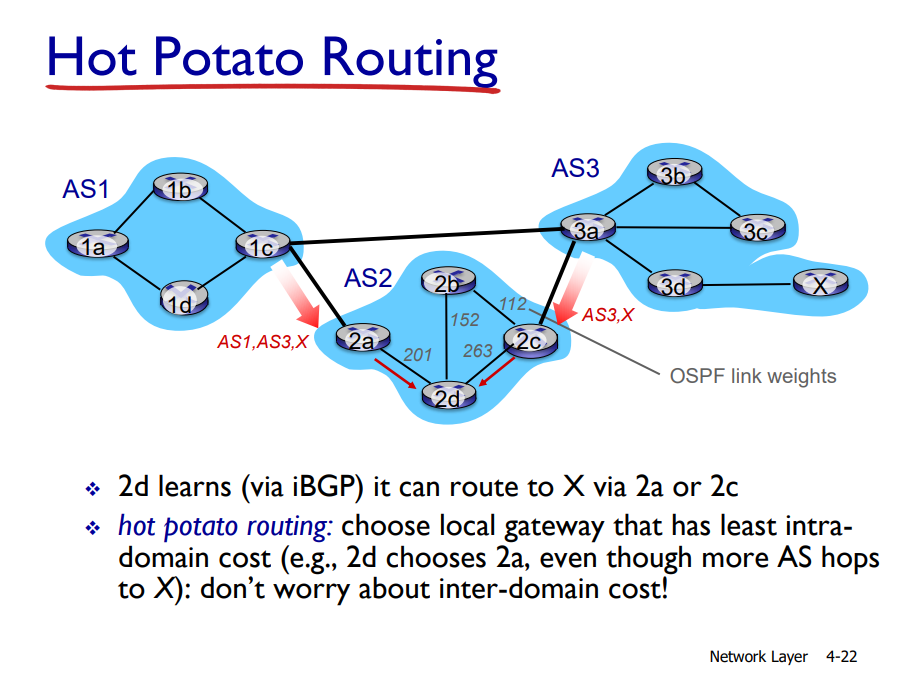 Hot Potato Routing
AS1
1b
1a
1c
1d
AS3
3b
3a
3c
3d
X
AS2
2b
2a
2c
2d
112
152
201
263
AS1,AS3,X
AS3,X
OSPF link weights
2d learns (via iBGP) it can route to X via 2a or 2c
hot potato routing: choose local gateway that has least intra-
domain cost (e.g., 2d chooses 2a, even though more AS hops
to X): don’t worry about inter-domain cost!
Network Layer 4-22